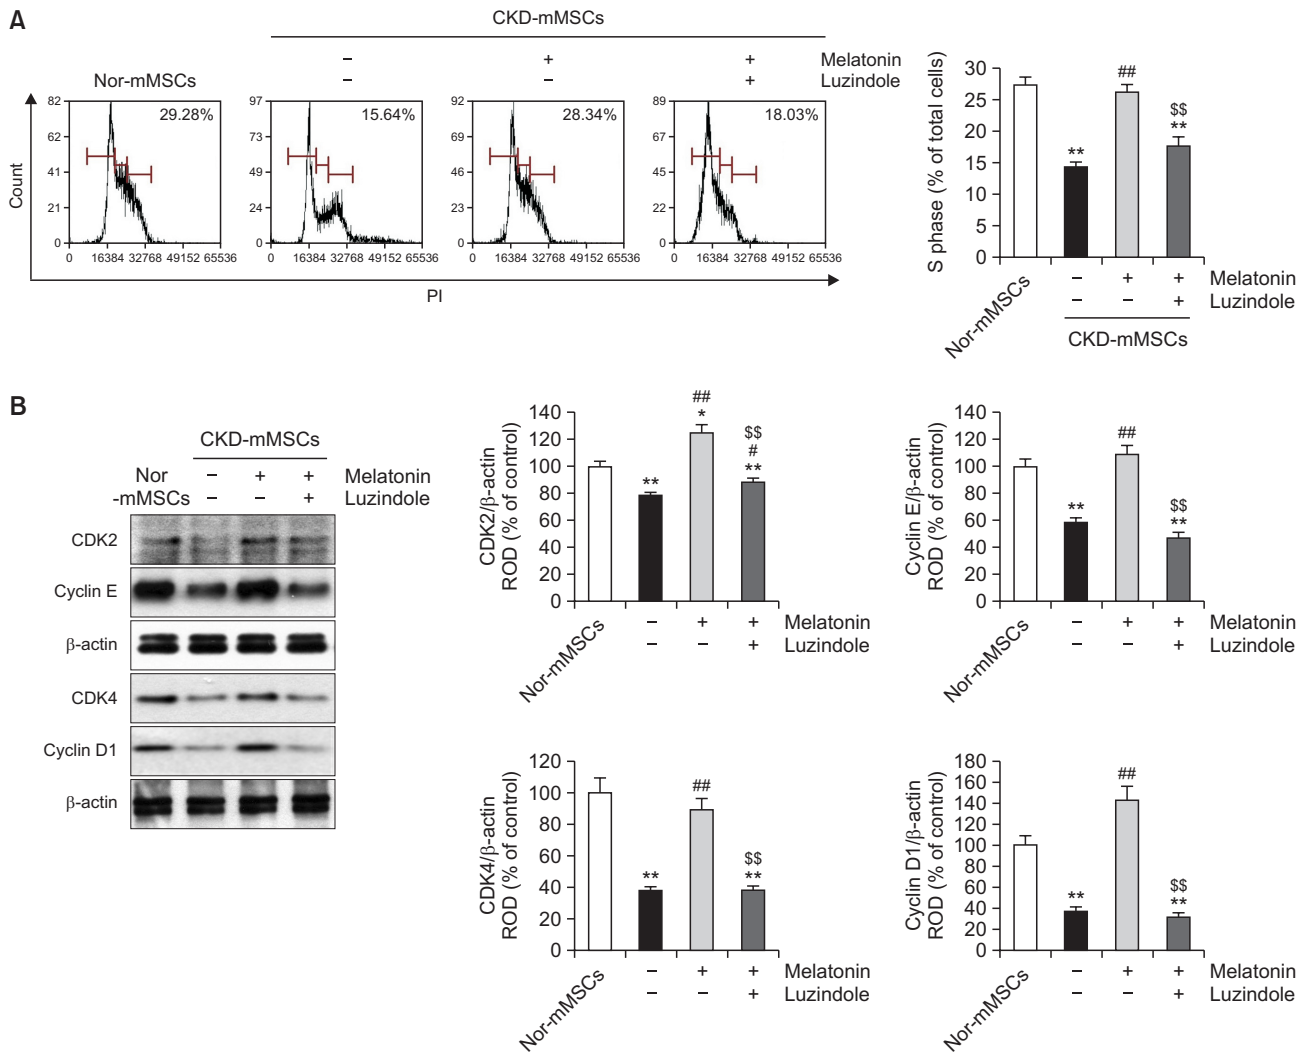 A
CKD-mMSCs
Nor-mMSCs
− + + Melatonin
− − + Luzindole
Count
82 61 41 21 0
29.28%
0 16384 32768 49152 65536
97 73 49 24 0
15.64%
0 16384 32768 49152 65536
92 69 46 23 0
28.34%
0 16384 32768 49152 65536
89 67 45 22 0
18.03%
0 16384 32768 49152 65536
PI
S phase (% of total cells)
30
25
20
15
10
5
0
**
##
$$
**
Nor-mMSCs
− + + Melatonin
− − + Luzindole
CKD-mMSCs
B
CKD-mMSCs
Nor
-mMSCs
− + + Melatonin
− − + Luzindole
CDK2
Cyclin E
β-actin
CDK4
Cyclin D1
β-actin
CDK2/β-actin
ROD (% of control)
140
120
100
80
60
40
20
0
**
##
*
$$
#
**
Nor-mMSCs
− + + Melatonin
− − + Luzindole
Cyclin E/β-actin
ROD (% of control)
140
120
100
80
60
40
20
0
**
##
$$
**
Nor-mMSCs
− + + Melatonin
− − + Luzindole
CDK4/β-actin
ROD (% of control)
120
100
80
60
40
20
0
**
##
$$
**
Nor-mMSCs
− + + Melatonin
− − + Luzindole
Cyclin D1/β-actin
ROD (% of control)
180
160
140
120
100
80
60
40
20
0
**
##
$$
**
Nor-mMSCs
− + + Melatonin
− − + Luzindole